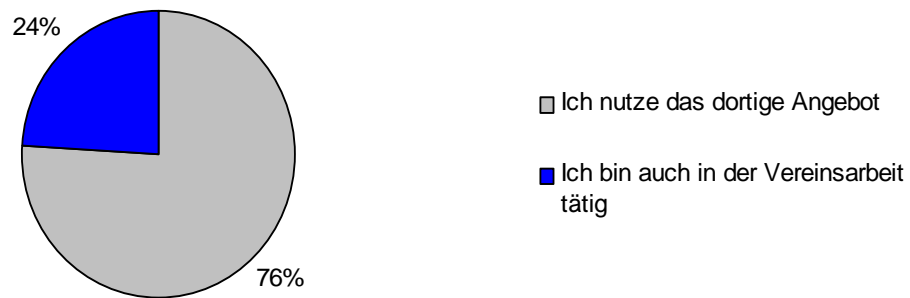 24%
Ich nutze das dortige Angebot
Ich bin auch in der Vereinsarbeit
tätig
76%